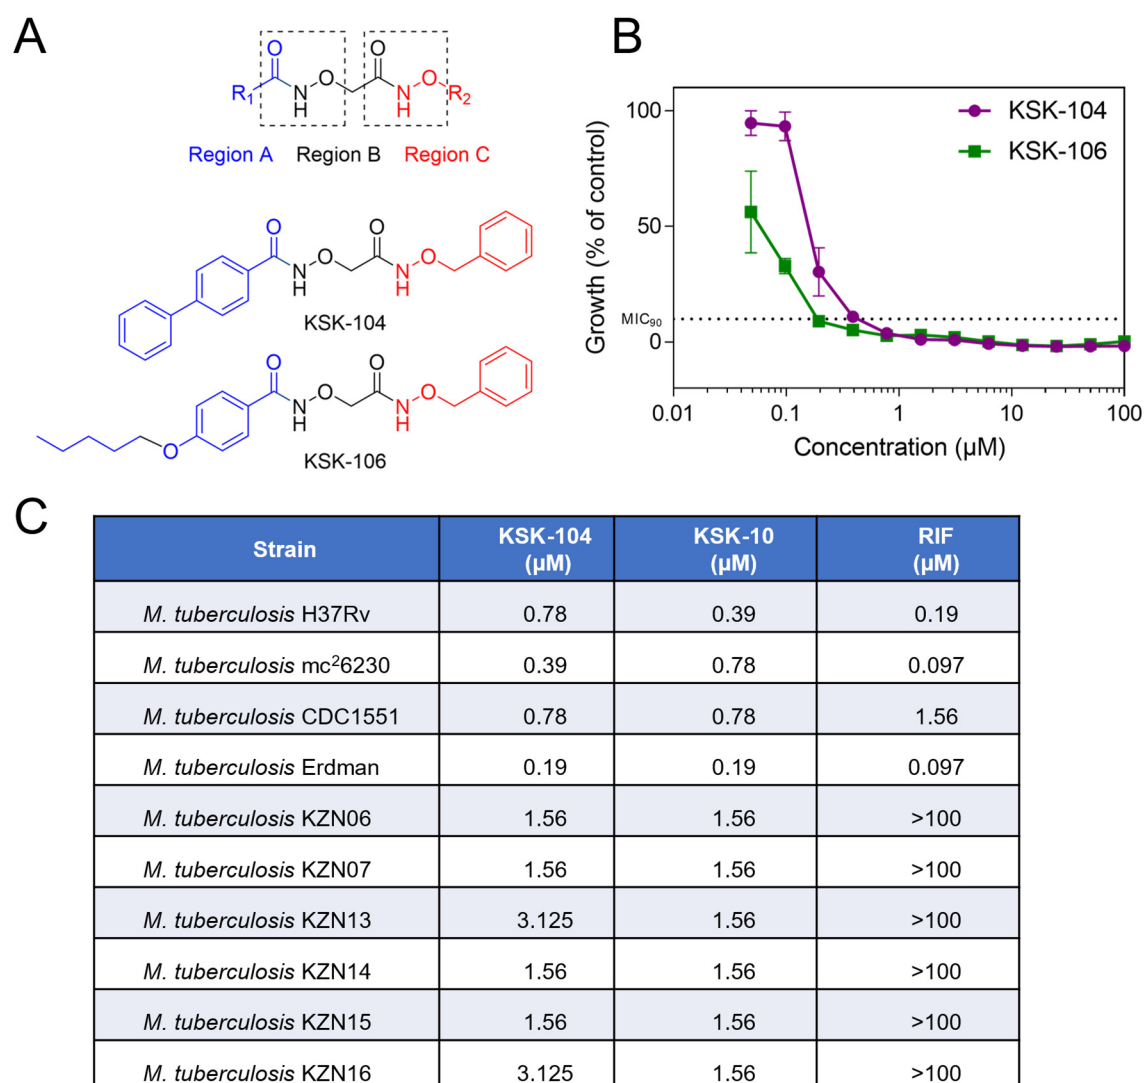 A
O
O
R1
N
H
O
N
H
O
R2
Region A Region B Region C
O
O
N
H
O
N
H
O
KSK-104
O
O
N
H
O
N
H
O
O
KSK-106
B
100
50
0
MIC90
Growth (% of control)
KSK-104
KSK-106
0.01 0.1 1 10 100
Concentration (µM)
C
Strain KSK-104 (µM) KSK-10 (µM) RIF (µM)
M. tuberculosis H37Rv 0.78 0.39 0.19
M. tuberculosis mc²6230 0.39 0.78 0.097
M. tuberculosis CDC1551 0.78 0.78 1.56
M. tuberculosis Erdman 0.19 0.19 0.097
M. tuberculosis KZN06 1.56 1.56 >100
M. tuberculosis KZN07 1.56 1.56 >100
M. tuberculosis KZN13 3.125 1.56 >100
M. tuberculosis KZN14 1.56 1.56 >100
M. tuberculosis KZN15 1.56 1.56 >100
M. tuberculosis KZN16 3.125 1.56 >100